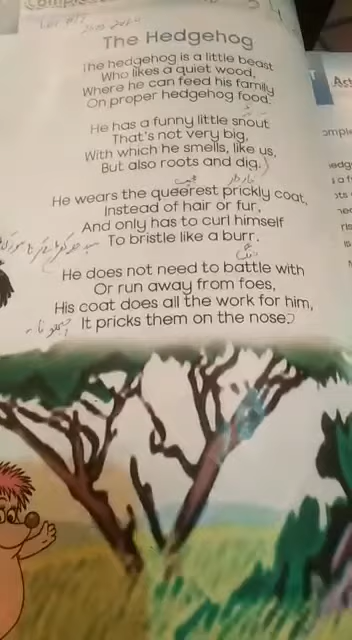 The Hedgehog
The hedgehog is a little beast
Who likes a quiet wood,
Where he can feed his family
On proper hedgehog food.
He has a funny little snout
That's not very big,
With which he smells, like us,
But also roots and dig.
He wears the queerest prickly coat,
Instead of hair or fur,
And only has to curl himself
To bristle like a burr.
He does not need to battle with
Or run away from foes,
His coat does all the work for him,
It pricks them on the nose.